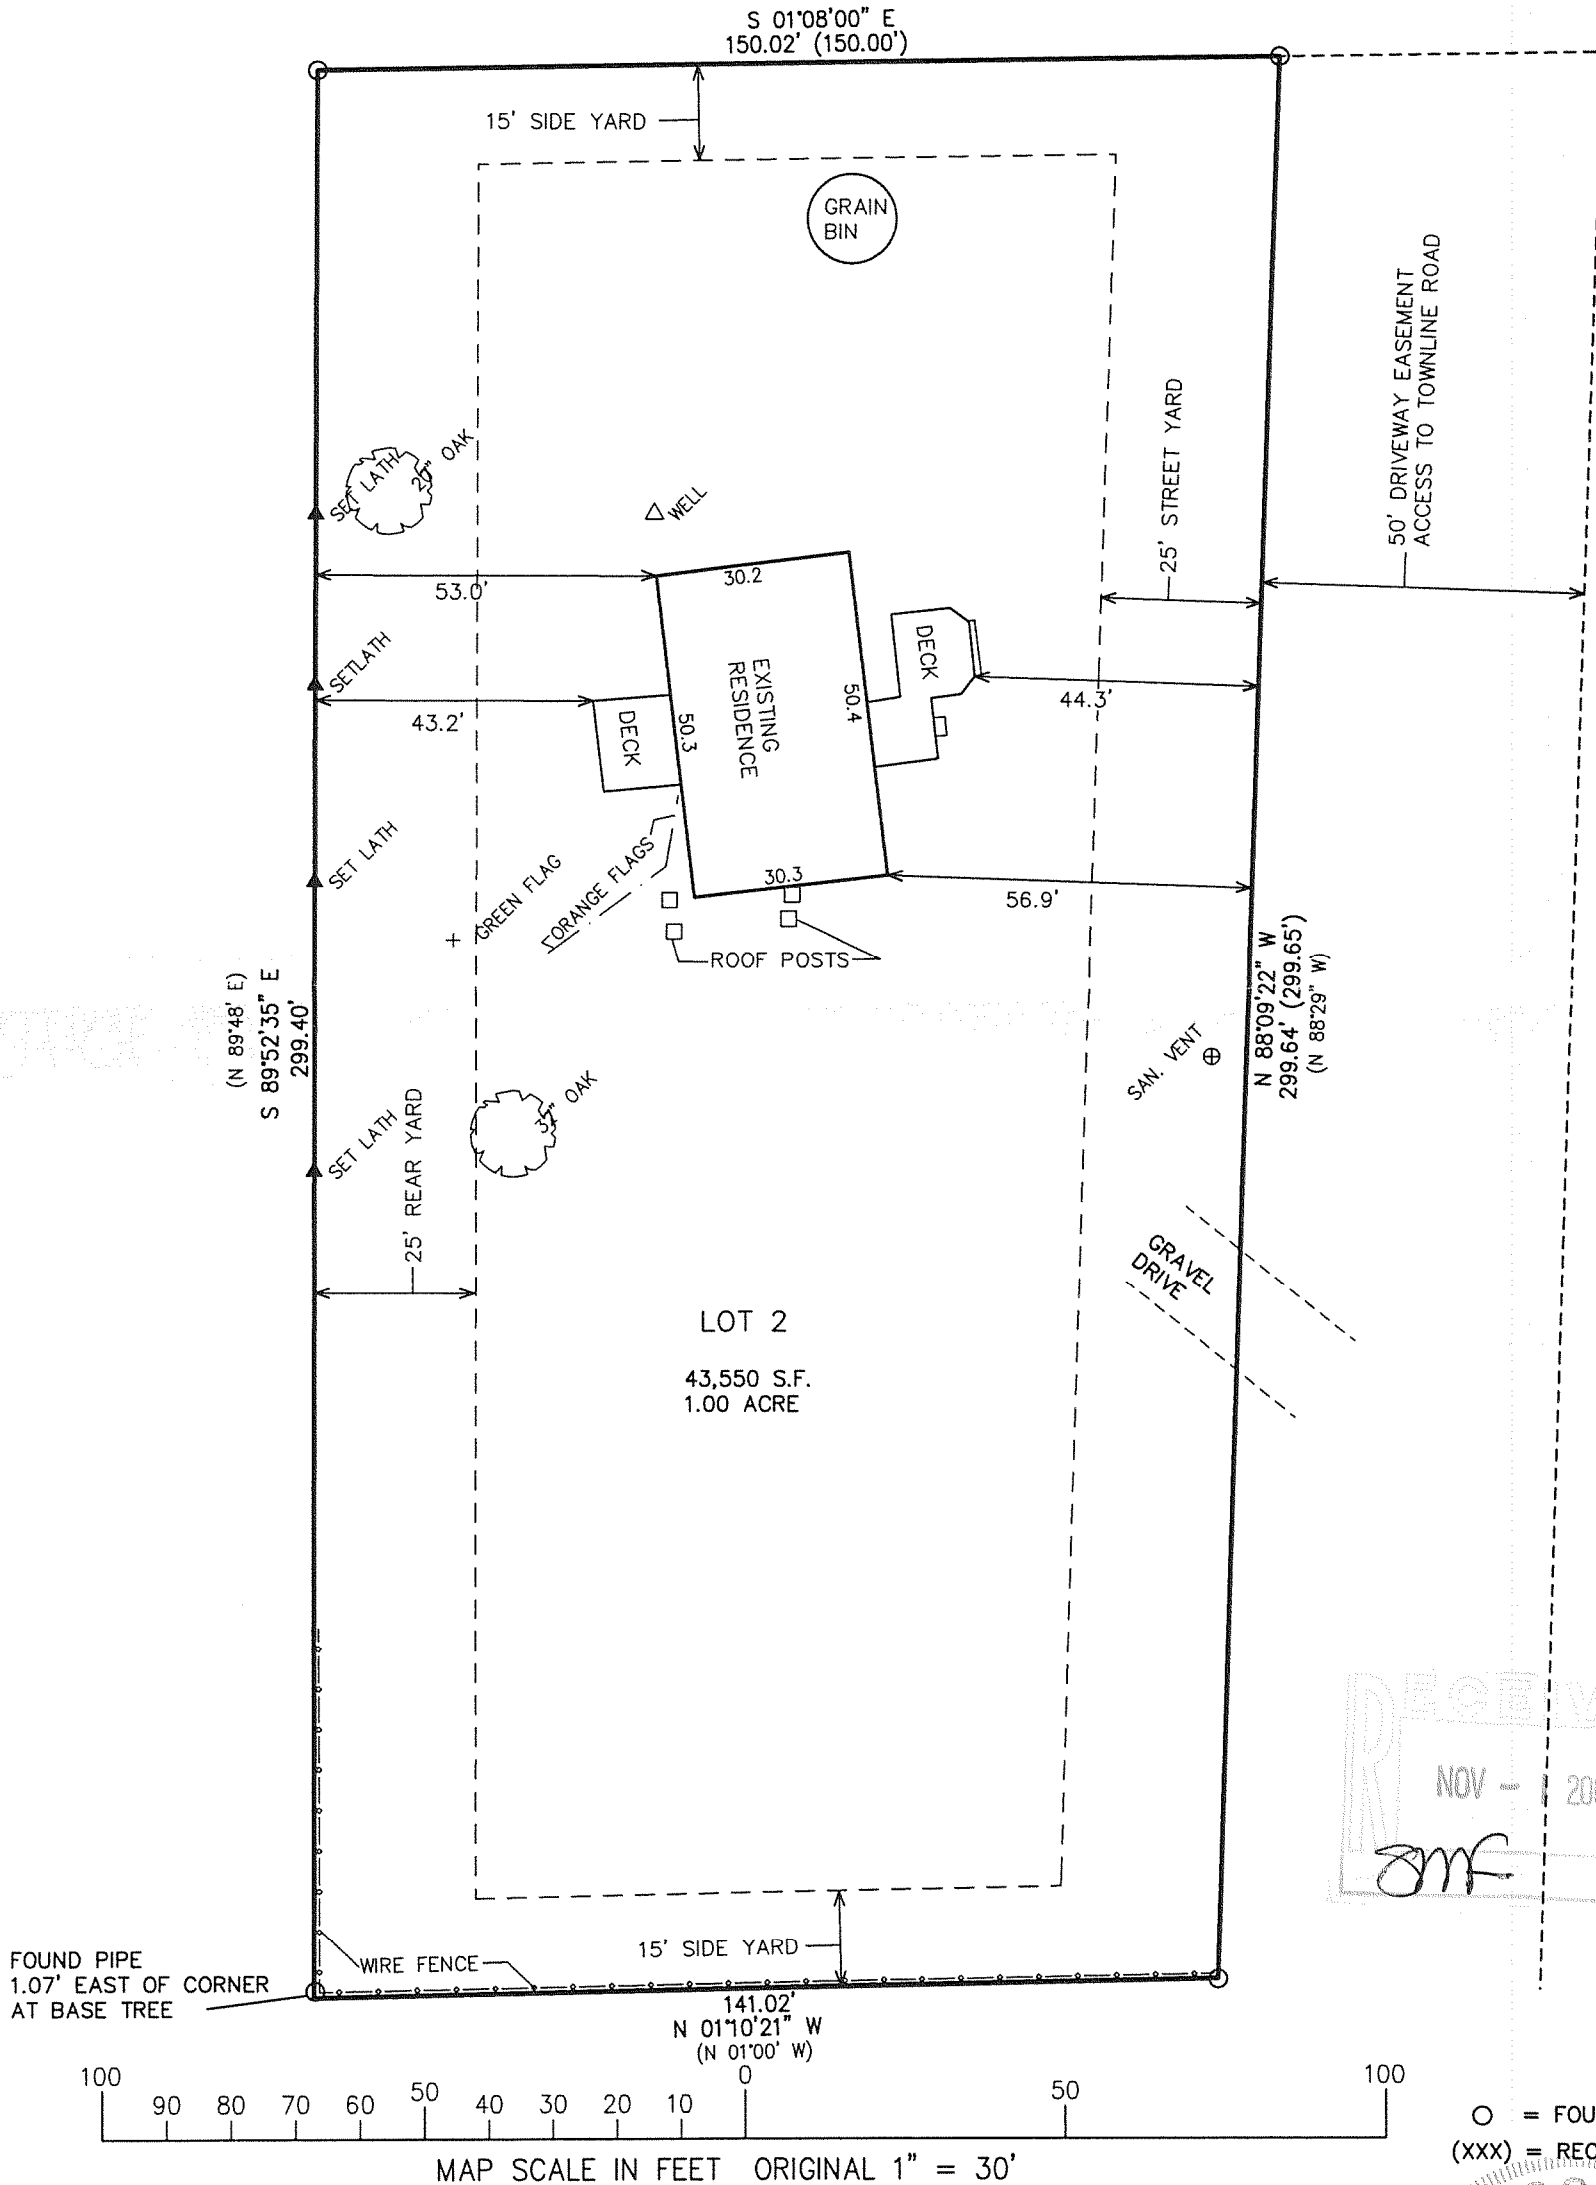 S 01°08'00" E
150.02' (150.00')
15' SIDE YARD
GRAIN
BIN
50' DRIVEWAY EASEMENT
ACCESS TO TOWNLINE ROAD
25' STREET YARD
SET LATH
OAK
WELL
53.0'
30.2
SETLATH
DECK
EXISTING
RESIDENCE
50.4
50.3
44.3'
43.2'
DECK
SET LATH
GREEN FLAG
ORANGE FLAGS
30.3
56.9'
ROOF POSTS
(N 89°48' E)
S 89°52'35" E
299.40'
N 88°09'22" W
299.64' (299.65')
(N 88°29" W)
SAN. VENT
SET LATH
25' REAR YARD
OAK
GRAVEL
DRIVE
LOT 2
43,550 S.F.
1.00 ACRE
NOV - 1 20
15' SIDE YARD
WIRE FENCE
FOUND PIPE
1.07' EAST OF CORNER
AT BASE TREE
141.02'
N 01°10'21" W
(N 01°00' W)
100 90 80 70 60 50 40 30 20 10 0 50 100
MAP SCALE IN FEET ORIGINAL 1" = 30'
= FOU
(XXX) = REC